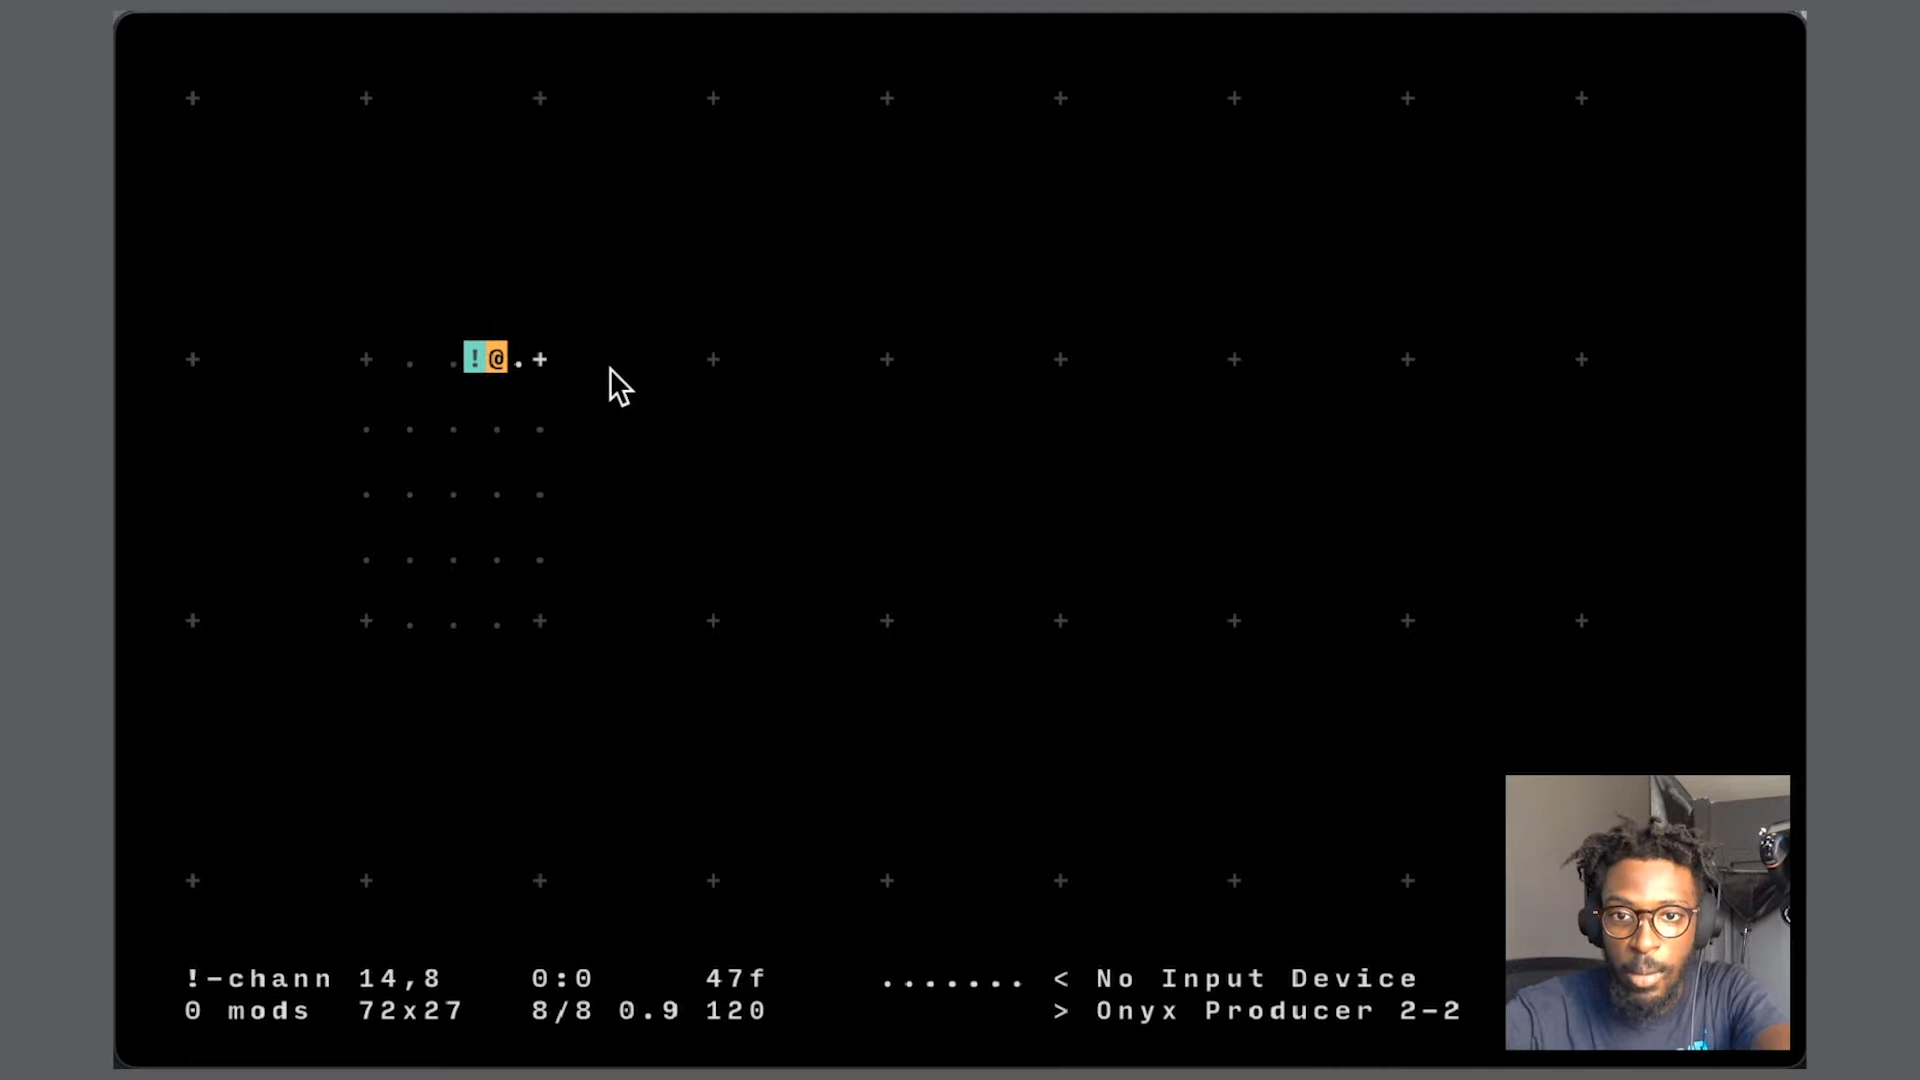 + + + + + + + + +
+ + . .!@.+ + + + + + +
. . . . .
. . . . .
. . . . .
+ + . . . + + + + + + +
+ + + + + + + +
!-chann 14,8 0:0 47f ....... < No Input Device
0 mods 72x27 8/8 0.9 120 > Onyx Producer 2-2